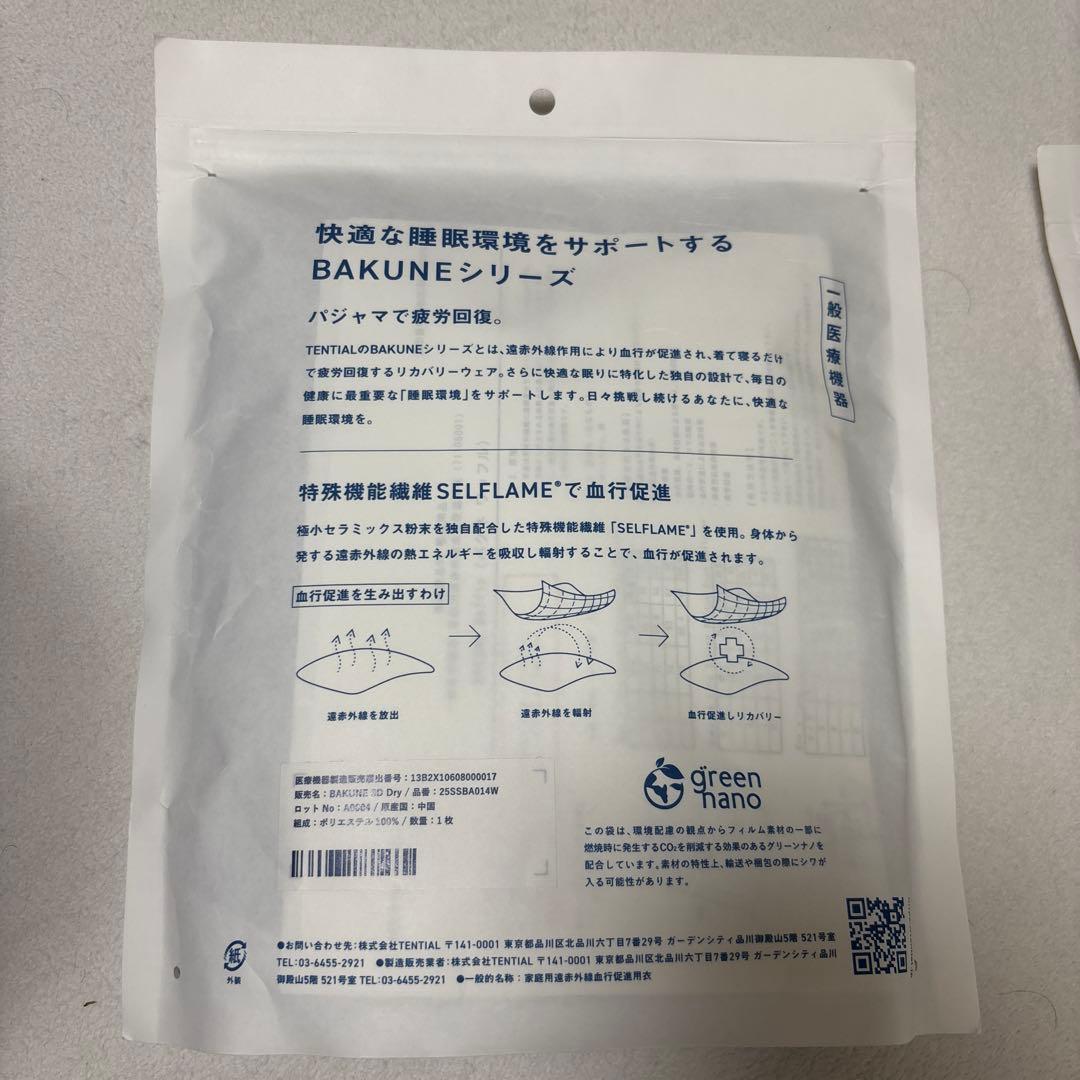 快適な睡眠環境をサポートする
BAKUNEシリーズ
パジャマで疲労回復。
一般医療機器
TENTIALのBAKUNEシリーズとは、遠赤外線作用により血行が促進され、着て寝るだけ
で疲労回復するリカバリーウェア。さらに快適な眠りに特化した独自の設計で、毎日の
健康に最重要な「睡眠環境」をサポートします。日々挑戦し続けるあなたに、快適な
睡眠環境を。
特殊機能繊維SELFLAME®で血行促進
極小セラミックス粉末を独自配合した特殊機能繊維「SELFLAME®」を使用。身体から
発する遠赤外線の熱エネルギーを吸収し輻射することで、血行が促進されます。
血行促進を生み出すわけ
遠赤外線を放出
遠赤外線を輻射
血行促進しリカバリー
医療機器製造販売届出番号：13B2X10608000017
販売名：BAKUNE 3D Dry / 品番：25SSBA014W
ロット No：A0004 / 原産国：中国
組成：ポリエステル 100% / 数量：1 枚
green
nano
この袋は、環境配慮の観点からフィルム素材の一部に
燃焼時に発生するCO₂を削減する効果のあるグリーンナノを
配合しています。素材の特性上、輸送や梱包の際にシワが
入る可能性があります。
紙
外装
●お問い合わせ先：株式会社TENTIAL 〒141-0001 東京都品川区北品川六丁目7番29号 ガーデンシティ品川御殿山5階 521号室
TEL：03-6455-2921 ●製造販売業者：株式会社TENTIAL 〒141-0001 東京都品川区北品川六丁目7番29号 ガーデンシティ品川
御殿山5階 521号室 TEL：03-6455-2921 ●一般的名称：家庭用遠赤外線血行促進用衣